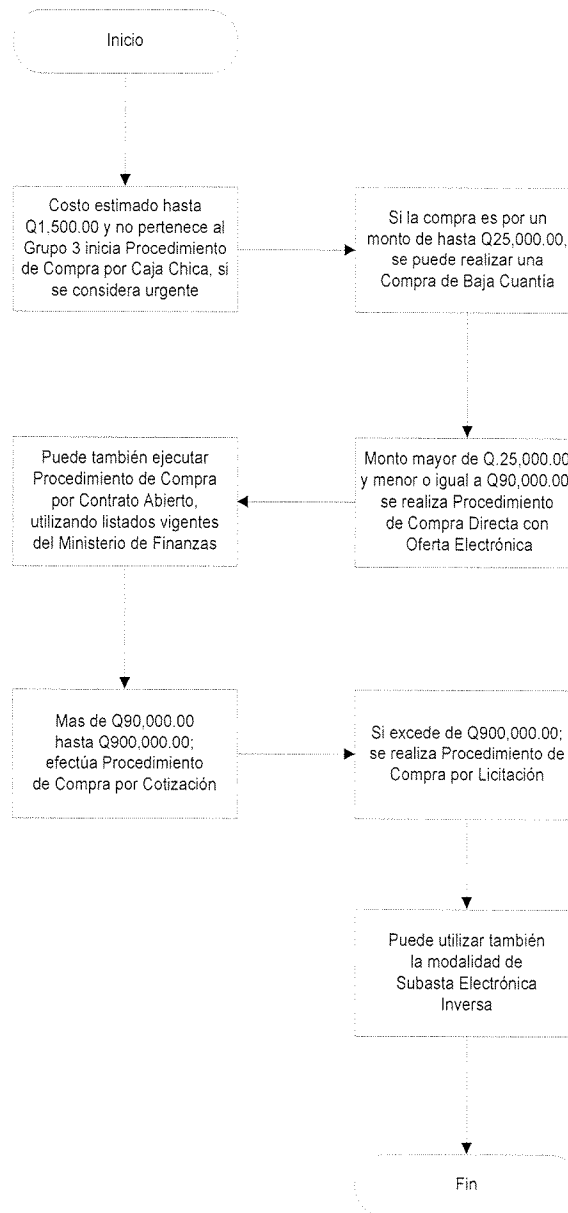 Inicio
Costo estimado hasta
Q1,500.00 y no pertenece al
Grupo 3 inicia Procedimiento
de Compra por Caja Chica, si
se considera urgente
Si la compra es por un
monto de hasta Q25,000.00,
se puede realizar una
Compra de Baja Cuantía
Monto mayor de Q.25,000.00
y menor o igual a Q90,000.00
se realiza Procedimiento
de Compra Directa con
Oferta Electrónica
Puede también ejecutar
Procedimiento de Compra
por Contrato Abierto,
utilizando listados vigentes
del Ministerio de Finanzas
Mas de Q90,000.00
hasta Q900,000.00;
efectúa Procedimiento
de Compra por Cotización
Si excede de Q900,000.00;
se realiza Procedimiento de
Compra por Licitación
Puede utilizar también
la modalidad de
Subasta Electrónica
Inversa
Fin